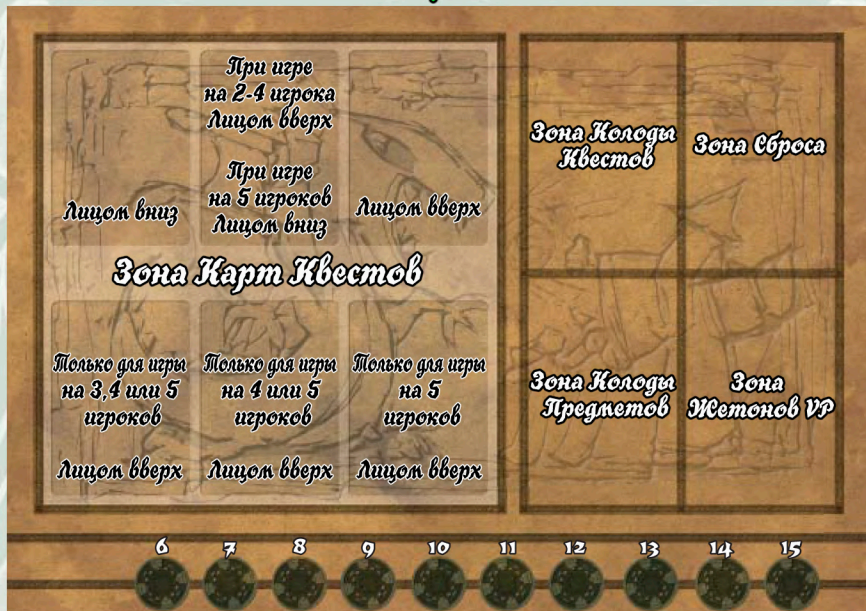 Лицом вниз
При игре
на 2-4 игрока
Лицом вверх
При игре
на 5 игроков
Лицом вниз
Лицом вверх
Зона Карт Квестов
Только для игры
на 3,4 или 5
игроков
Лицом вверх
Только для игры
на 4 или 5
игроков
Лицом вверх
Только для игры
на 5
игроков
Лицом вверх
Зона Колоды
Квестов
Зона Сброса
Зона Колоды
Предметов
Зона
Жетонов VP
6 7 8 9 10 11 12 13 14 15